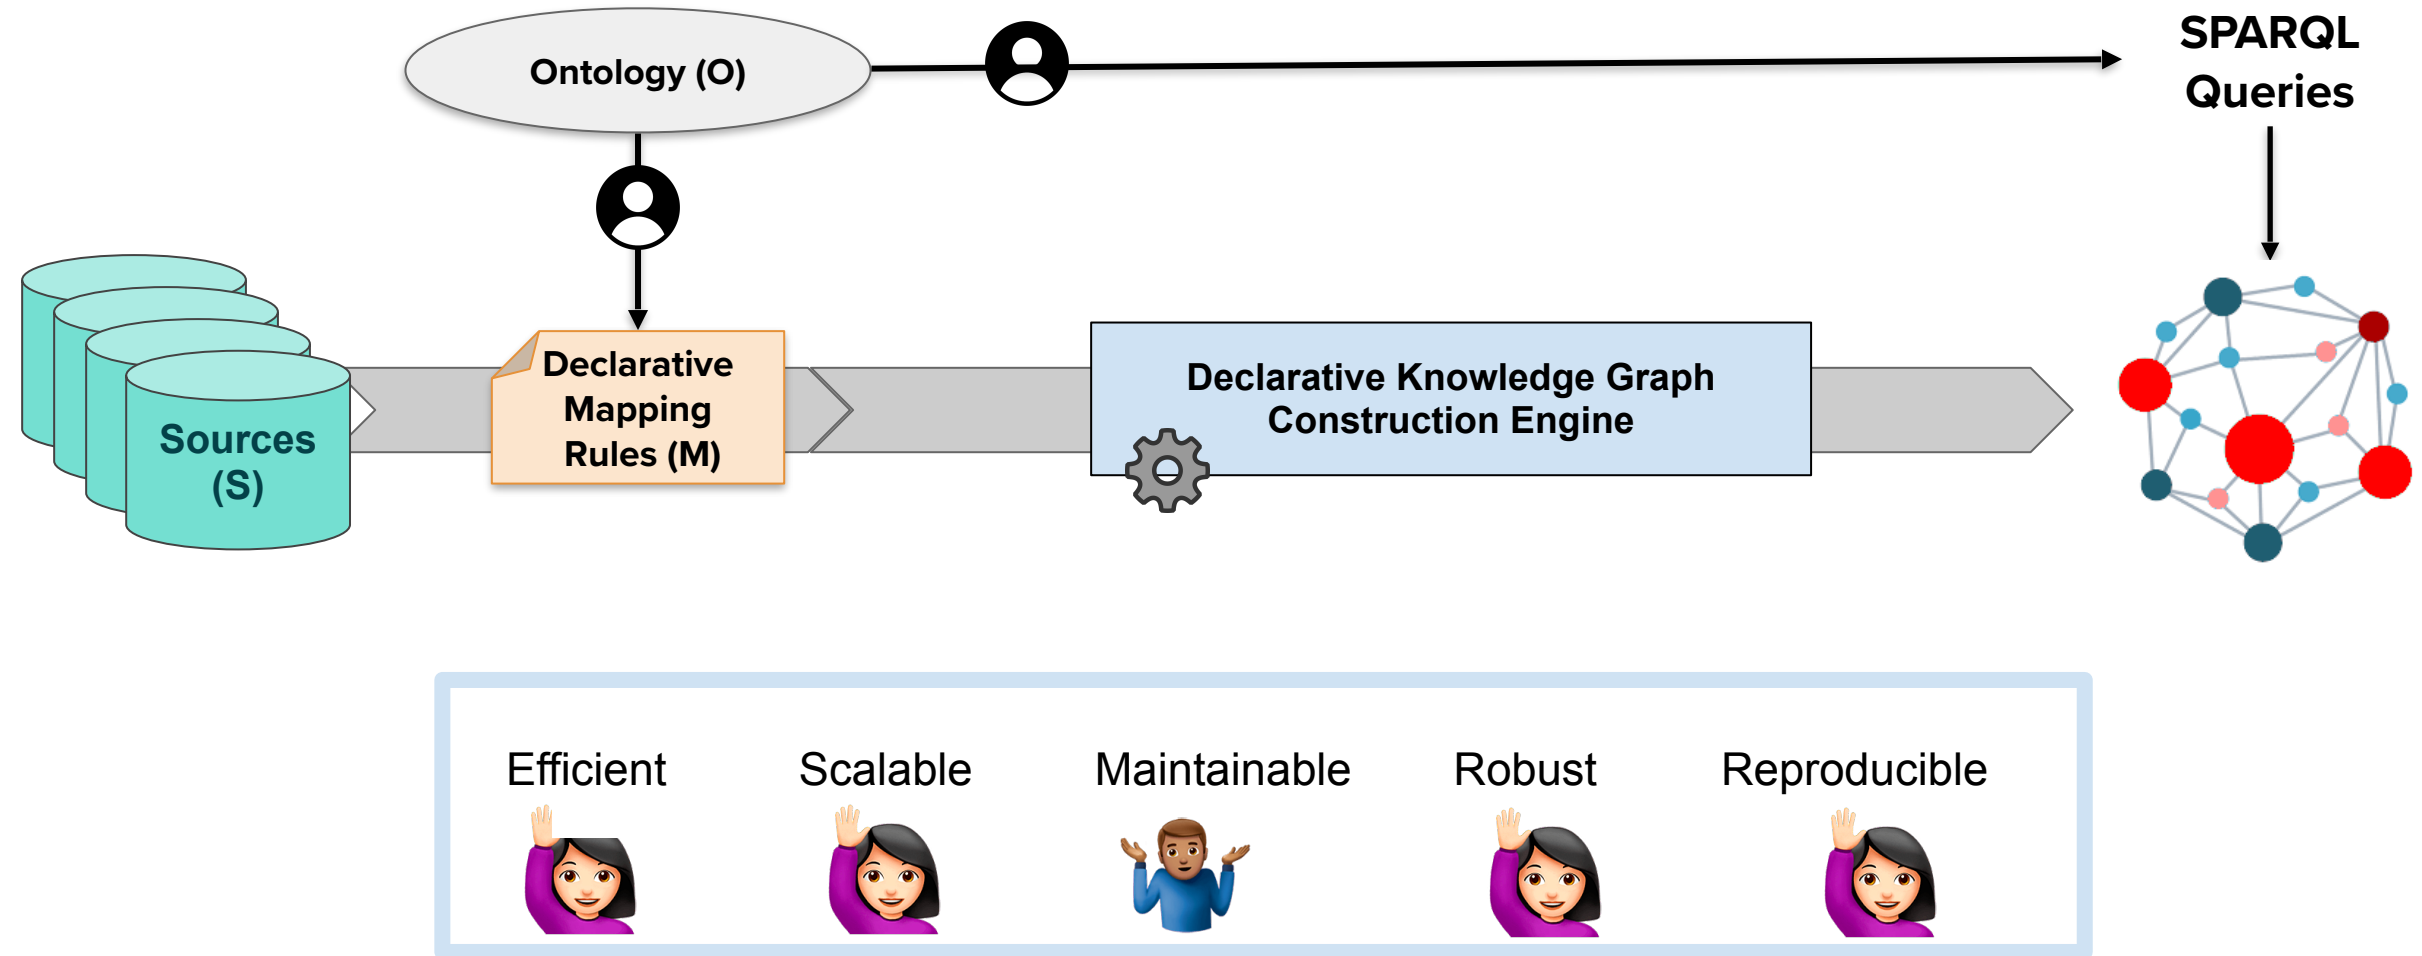 Ontology (O)
SPARQL
Queries
Declarative
Mapping
Rules (M)
Declarative Knowledge Graph
Construction Engine
Sources
(S)
Efficient
Scalable
Maintainable
Robust
Reproducible